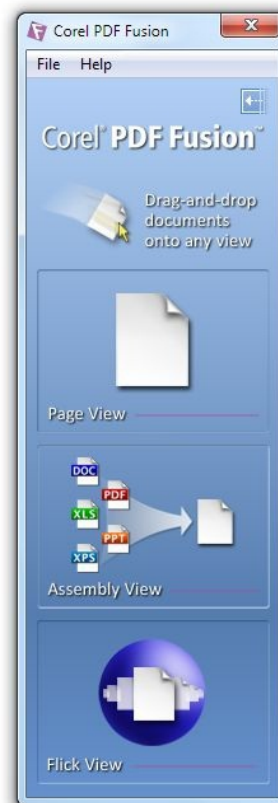 Corel PDF Fusion
File Help
Corel® PDF Fusion™
Drag-and-drop
documents
onto any view
Page View
DOC
PDF
XLS
PPT
XPS
Assembly View
Flick View